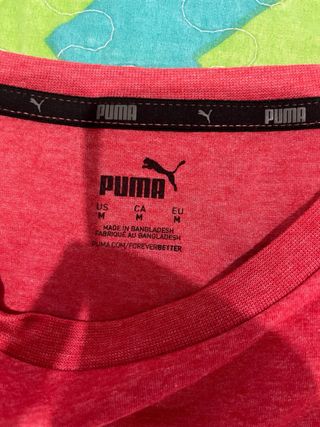 PUMA PUMA
PUMA
US CA EU
M M M
MADE IN BANGLADESH
FABRIQUÉ AU BANGLADESH
PUMA.COM/FOREVERBETTER